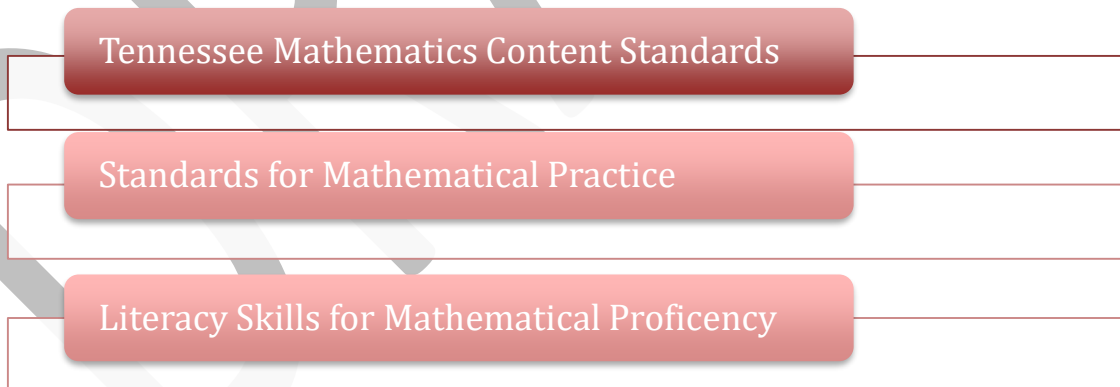 Tennessee Mathematics Content Standards
Standards for Mathematical Practice
Literacy Skills for Mathematical Proficency